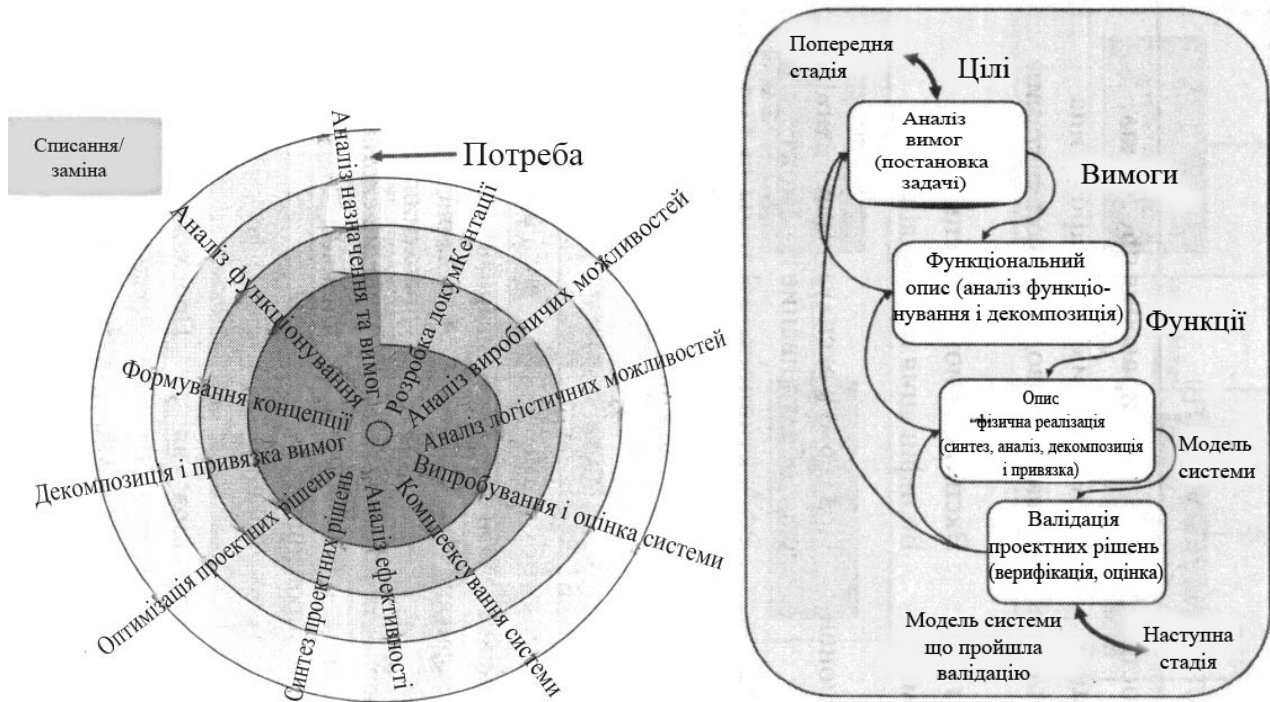 Списання/
заміна
Потреба
Аналіз назначення та вимог
Розробка докумКентації
Аналіз виробничих можливостей
Аналіз логістичних можливостей
Випробування і оцінка системи
Комплеексування системи
Аналіз ефективності
Синтез проектних рішень
Оптимізація проектних рішень
Декомпозиція і привязка вимог
Формування концепції
Аналіз функціонування
Попередня
стадія
Цілі
Аналіз
вимог
(постановка
задачі)
Вимоги
Функціональний
опис (аналіз функціо-
нування і декомпозиція)
Функції
Опис
фізична реалізація
(синтез, аналіз, декомпозиція
і привязка)
Модель
системи
Валідація
проектних рішень
(верифікація, оцінка)
Модель системи
що пройшла
валідацію
Наступна
стадія